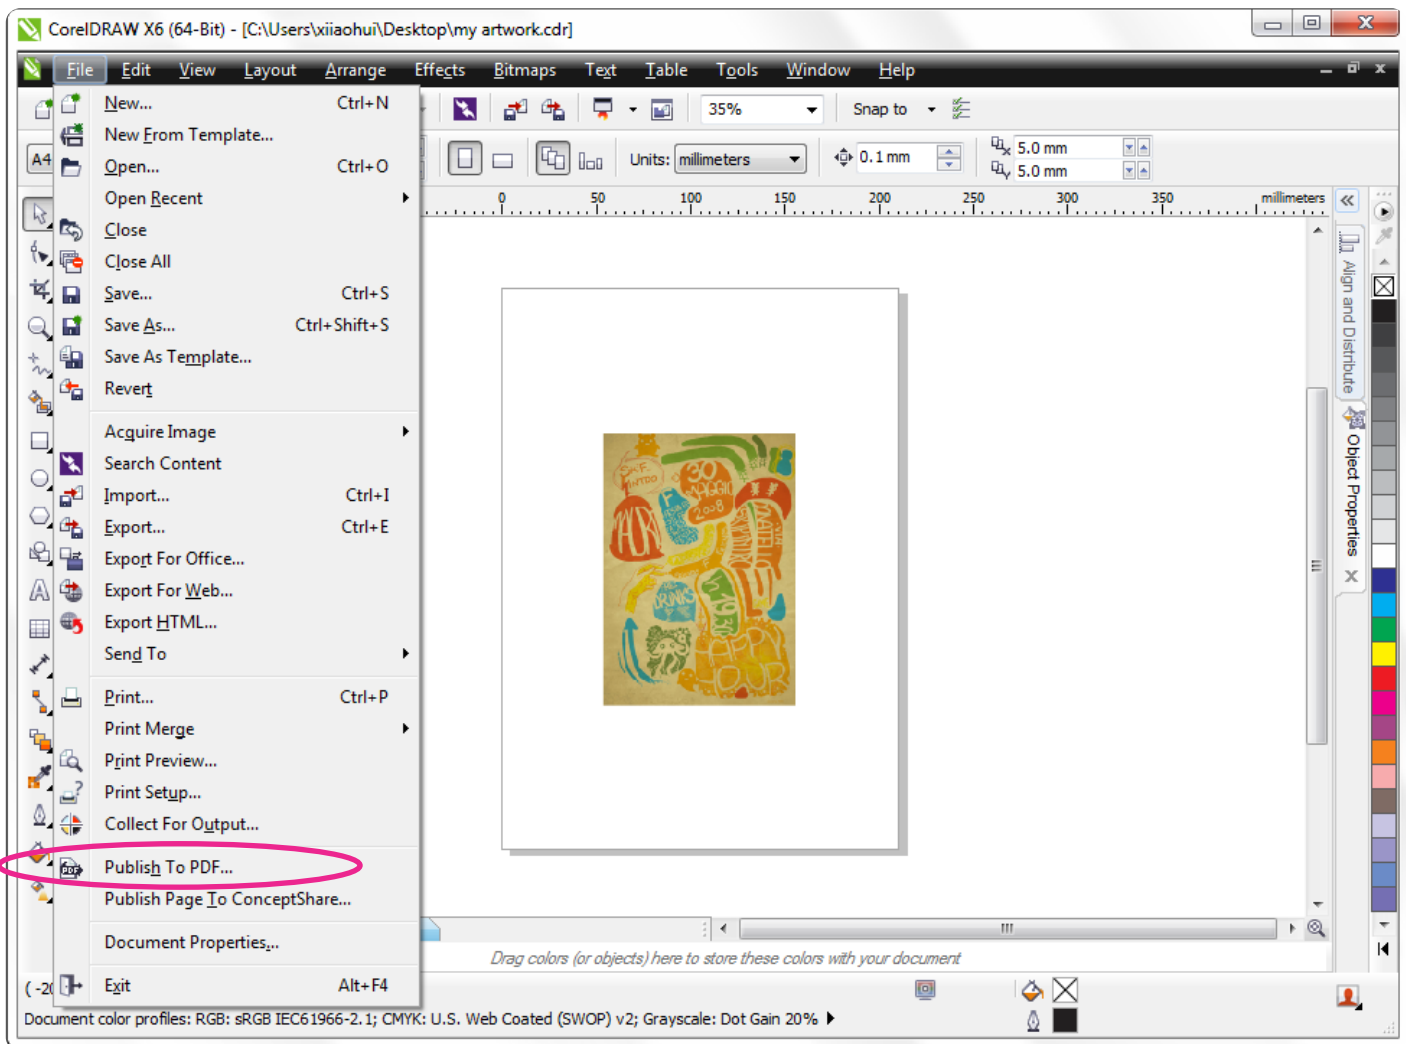 CorelDRAW X6 (64-Bit) - [C:\Users\xiiaohui\Desktop\my artwork.cdr]
File Edit View Layout Arrange Effects Bitmaps Text Table Tools Window Help
New... Ctrl+N
35% Snap to
New From Template...
A4
Units: millimeters
0.1 mm
5.0 mm
5.0 mm
Open... Ctrl+O
Open Recent
0 50 100 150 200 250 300 350 millimeters
Close
Close All
Save... Ctrl+S
Save As... Ctrl+Shift+S
Save As Template...
Revert
Acquire Image
Search Content
Import... Ctrl+I
Export... Ctrl+E
Export For Office...
Export For Web...
Export HTML...
Send To
Print... Ctrl+P
Print Merge
Print Preview...
Print Setup...
Collect For Output...
Publish To PDF...
Publish Page To ConceptShare...
Document Properties...
Exit Alt+F4
Align and Distribute
Object Properties
30
MAGGIO
2008
DRINKS
HAPPY
HOUR
Drag colors (or objects) here to store these colors with your document
( -20
Document color profiles: RGB: sRGB IEC61966-2.1; CMYK: U.S. Web Coated (SWOP) v2; Grayscale: Dot Gain 20%